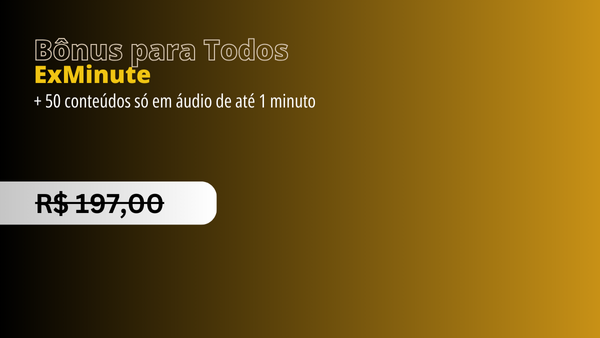 Bônus para Todos
ExMinute
+ 50 conteúdos só em áudio de até 1 minuto
R$ 197,00